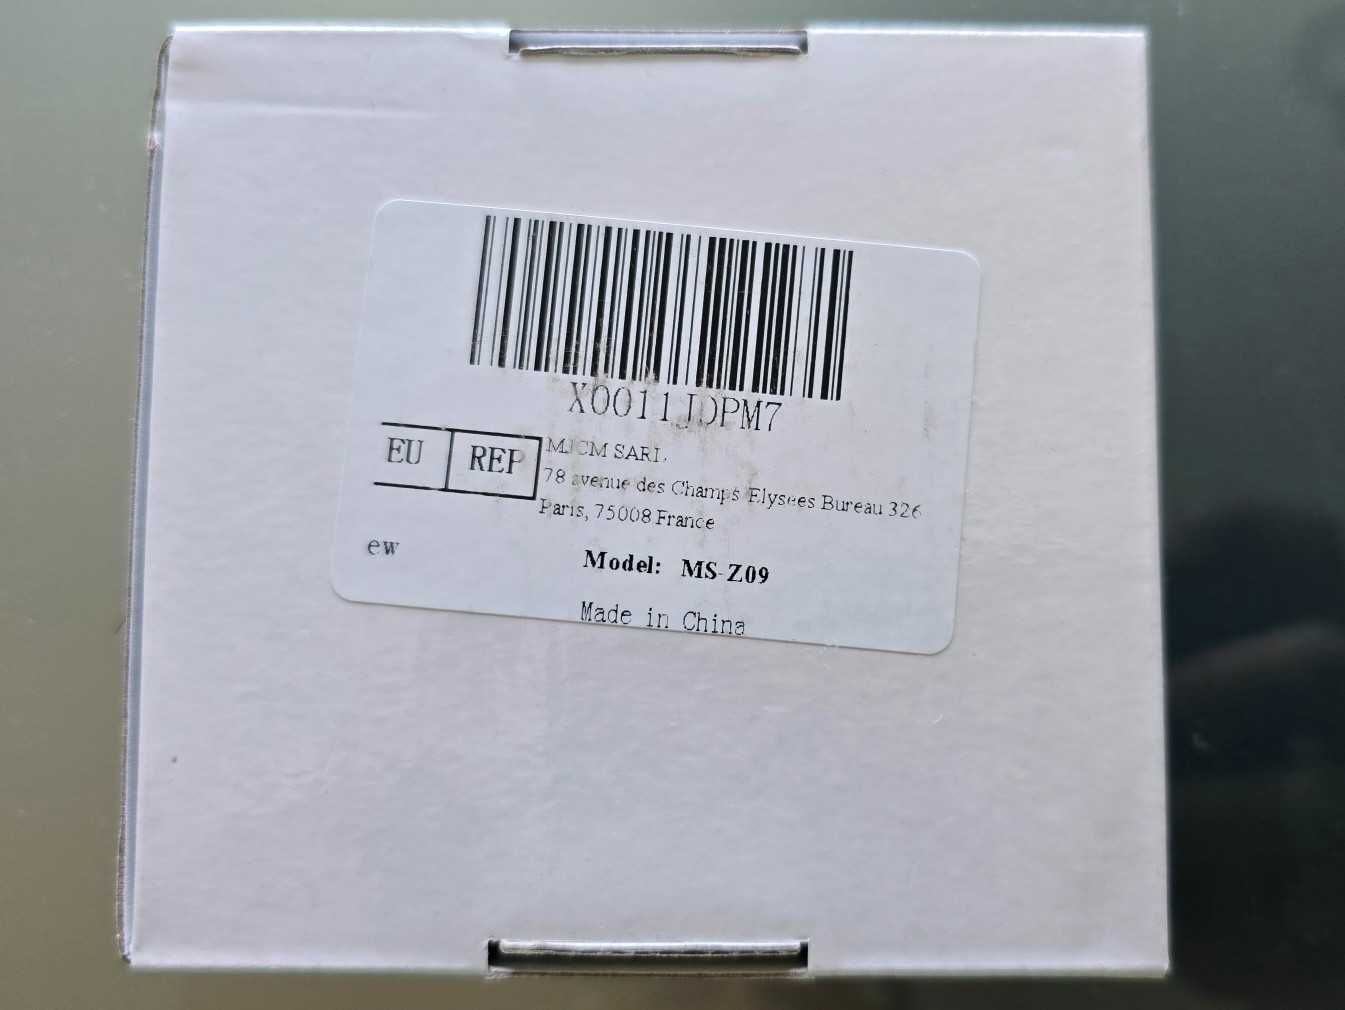 X0011JDPM7
EU REP
MJCM SARL
78 avenue des Champs Elysees Bureau 326
Paris, 75008 France
ew
Model: MS-Z09
Made in China